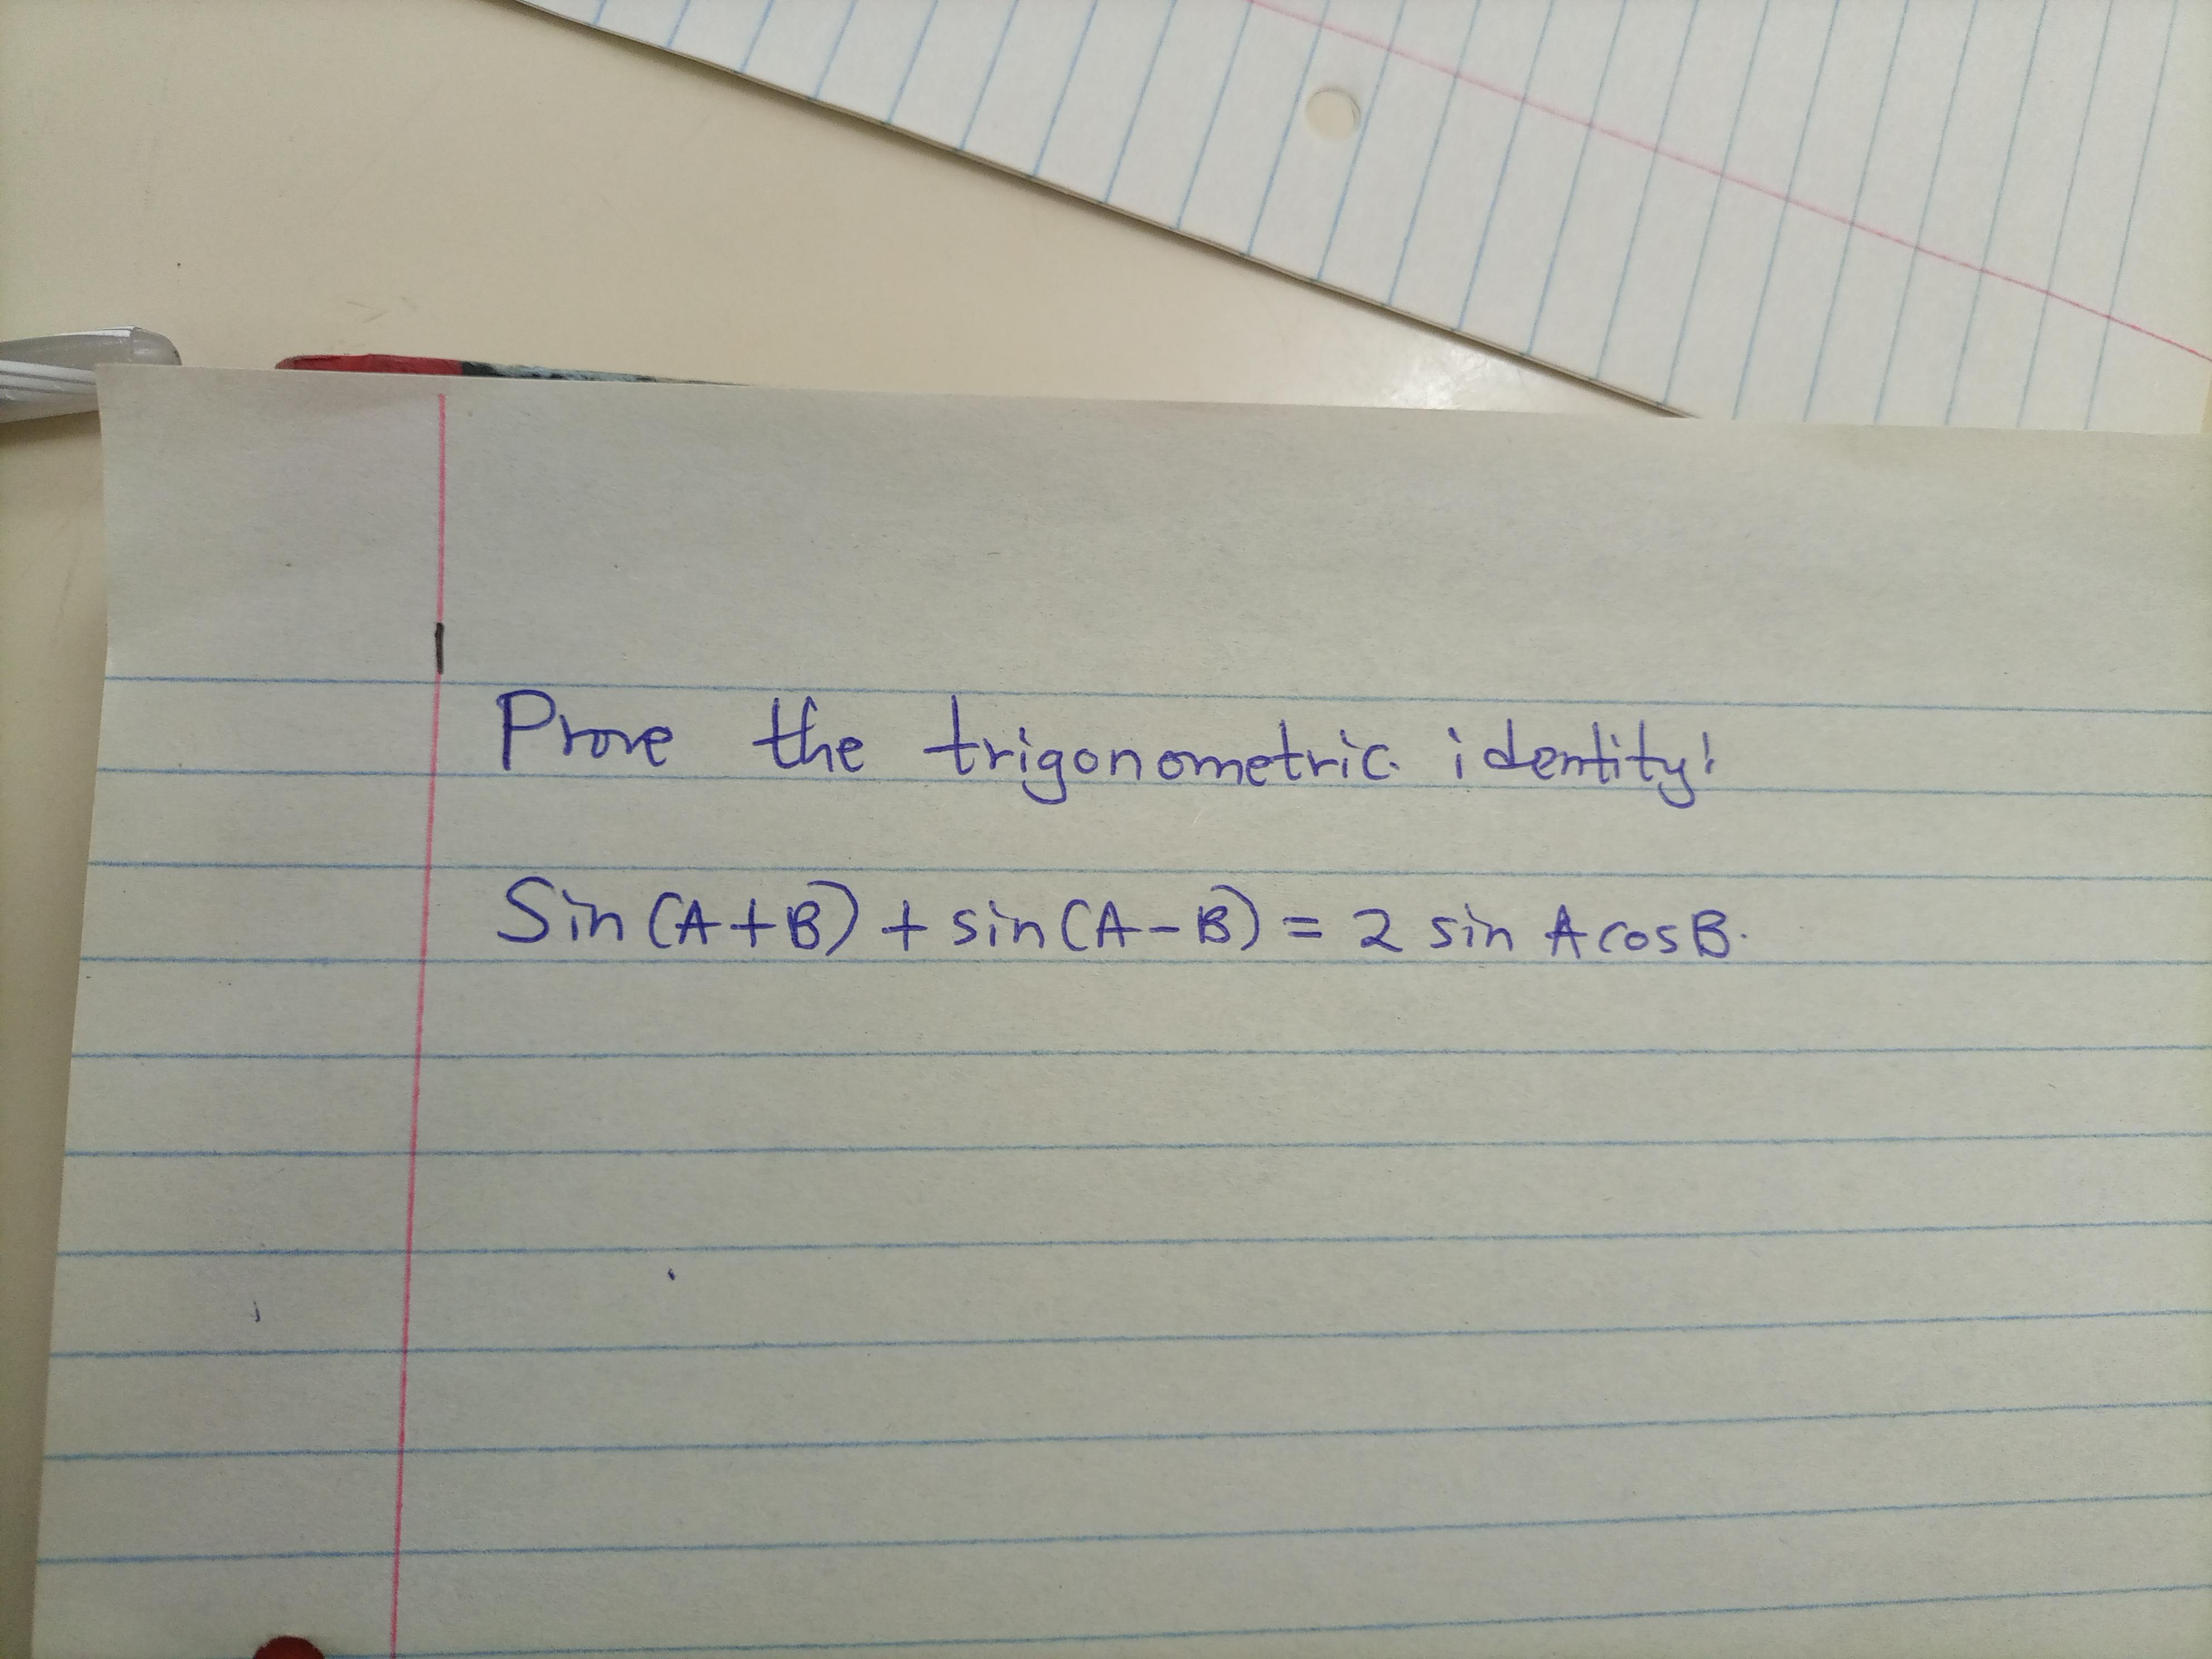 Prove the trigonometric identity!
Sin(A+B) + sin(A-B) = 2 sin A cos B.